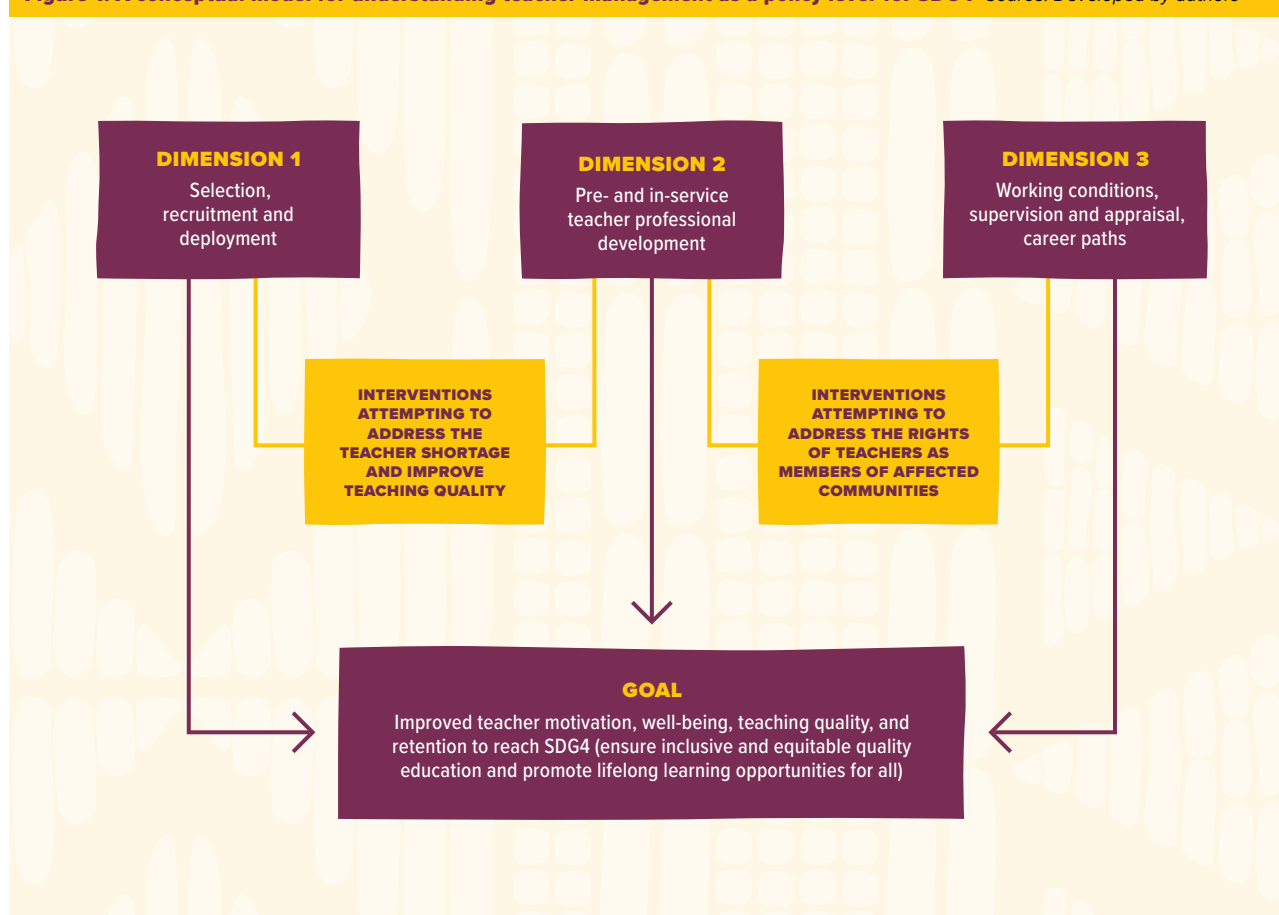 DIMENSION 1
Selection,
recruitment and
deployment
DIMENSION 2
Pre- and in-service
teacher professional
development
DIMENSION 3
Working conditions,
supervision and appraisal,
career paths
INTERVENTIONS
ATTEMPTING TO
ADDRESS THE
TEACHER SHORTAGE
AND IMPROVE
TEACHING QUALITY
INTERVENTIONS
ATTEMPTING TO
ADDRESS THE RIGHTS
OF TEACHERS AS
MEMBERS OF AFFECTED
COMMUNITIES
GOAL
Improved teacher motivation, well-being, teaching quality, and
retention to reach SDG4 (ensure inclusive and equitable quality
education and promote lifelong learning opportunities for all)